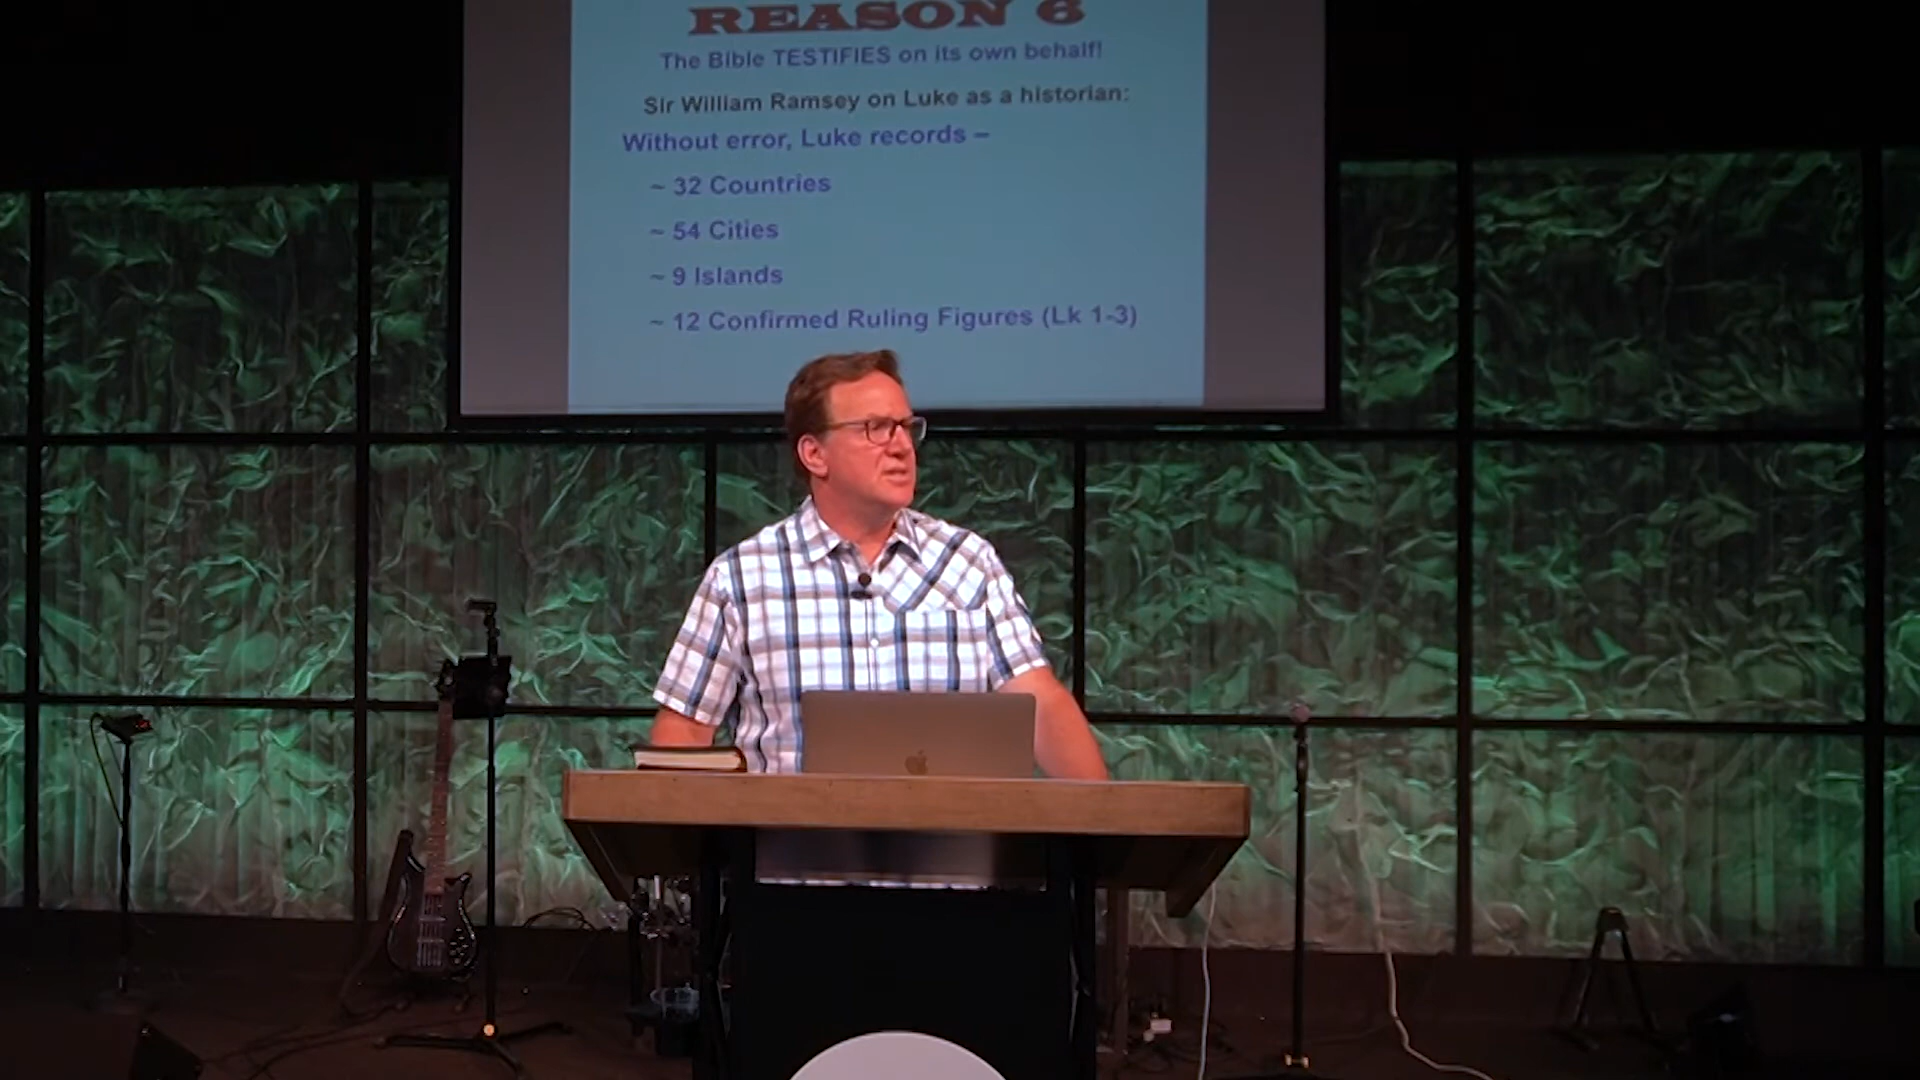 REASON 6
The Bible TESTIFIES on its own behalf!
Sir William Ramsey on Luke as a historian:
Without error, Luke records –
~ 32 Countries
~ 54 Cities
~ 9 Islands
~ 12 Confirmed Ruling Figures (Lk 1-3)